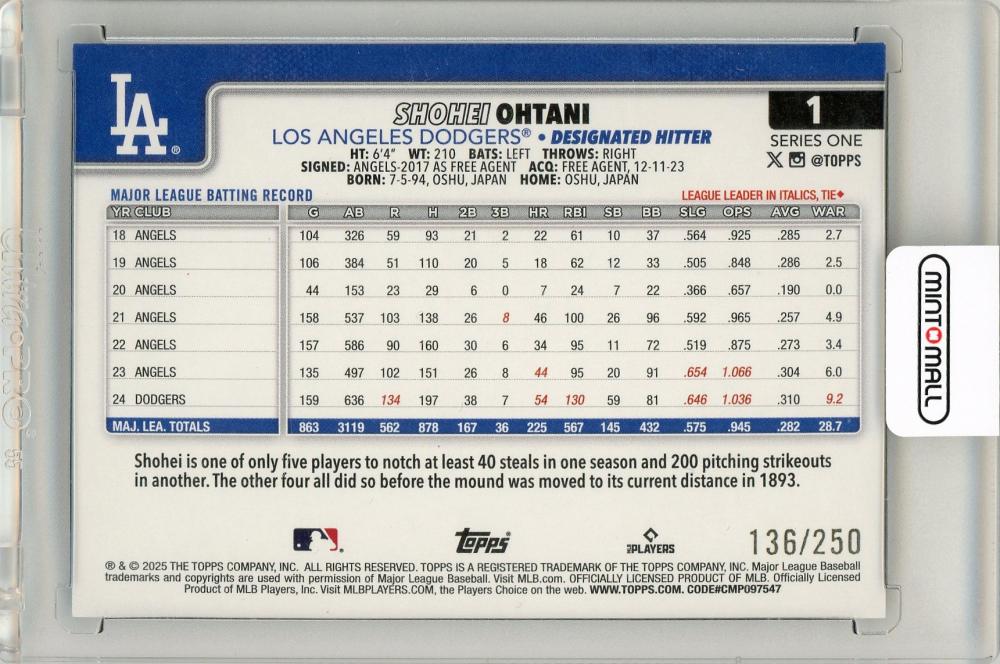 LA®
SHOHEI OHTANI
1
LOS ANGELES DODGERS® • DESIGNATED HITTER
SERIES ONE
HT: 6'4" WT: 210 BATS: LEFT THROWS: RIGHT
@TOPPS
SIGNED: ANGELS-2017 AS FREE AGENT ACQ: FREE AGENT, 12-11-23
BORN: 7-5-94, OSHU, JAPAN HOME: OSHU, JAPAN
MAJOR LEAGUE BATTING RECORD LEAGUE LEADER IN ITALICS, TIE♦
YR CLUB G AB R H 2B 3B HR RBI SB BB SLG OPS AVG WAR
18 ANGELS 104 326 59 93 21 2 22 61 10 37 .564 .925 .285 2.7
19 ANGELS 106 384 51 110 20 5 18 62 12 33 .505 .848 .286 2.5
20 ANGELS 44 153 23 29 6 0 7 24 7 22 .366 .657 .190 0.0
21 ANGELS 158 537 103 138 26 8 46 100 26 96 .592 .965 .257 4.9
22 ANGELS 157 586 90 160 30 6 34 95 11 72 .519 .875 .273 3.4
23 ANGELS 135 497 102 151 26 8 44 95 20 91 .654 1.066 .304 6.0
24 DODGERS 159 636 134 197 38 7 54 130 59 81 .646 1.036 .310 9.2
MAJ. LEA. TOTALS 863 3119 562 878 167 36 225 567 145 432 .575 .945 .282 28.7
Shohei is one of only five players to notch at least 40 steals in one season and 200 pitching strikeouts
in another. The other four all did so before the mound was moved to its current distance in 1893.
topps®
PLAYERS
136/250
® & © 2025 THE TOPPS COMPANY, INC. ALL RIGHTS RESERVED. TOPPS IS A REGISTERED TRADEMARK OF THE TOPPS COMPANY, INC. Major League Baseball
trademarks and copyrights are used with permission of Major League Baseball. Visit MLB.com. OFFICIALLY LICENSED PRODUCT OF MLB. Officially Licensed
Product of MLB Players, Inc. Visit MLBPLAYERS.COM, the Players Choice on the web. WWW.TOPPS.COM. CODE#CMP097547
MINTOMALL